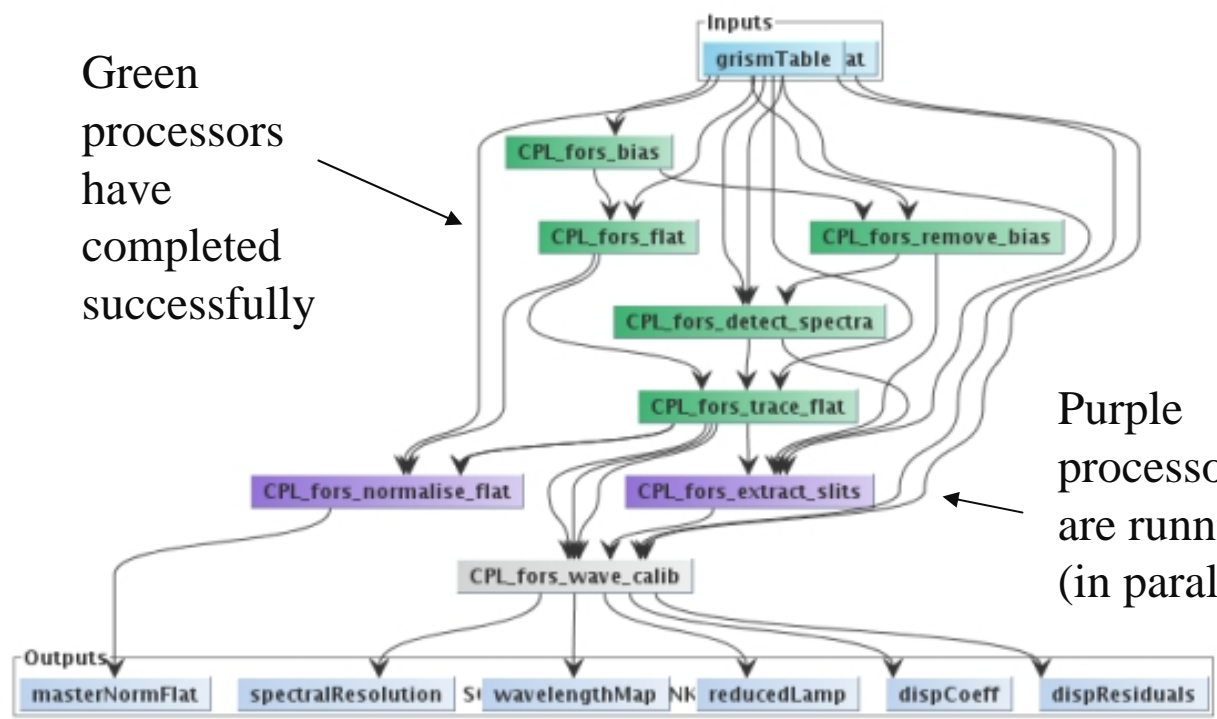 Inputs
grismTable at
Green
processors
have
completed
successfully
CPL_fors_bias
CPL_fors_flat
CPL_fors_remove_bias
CPL_fors_detect_spectra
CPL_fors_trace_flat
Purple
are
(in
CPL_fors_normalise_flat
CPL_fors_extract_slits
CPL_fors_wave_calib
Outputs
masterNormFlat
spectralResolution
wavelengthMap
reducedLamp
dispCoeff
dispResiduals